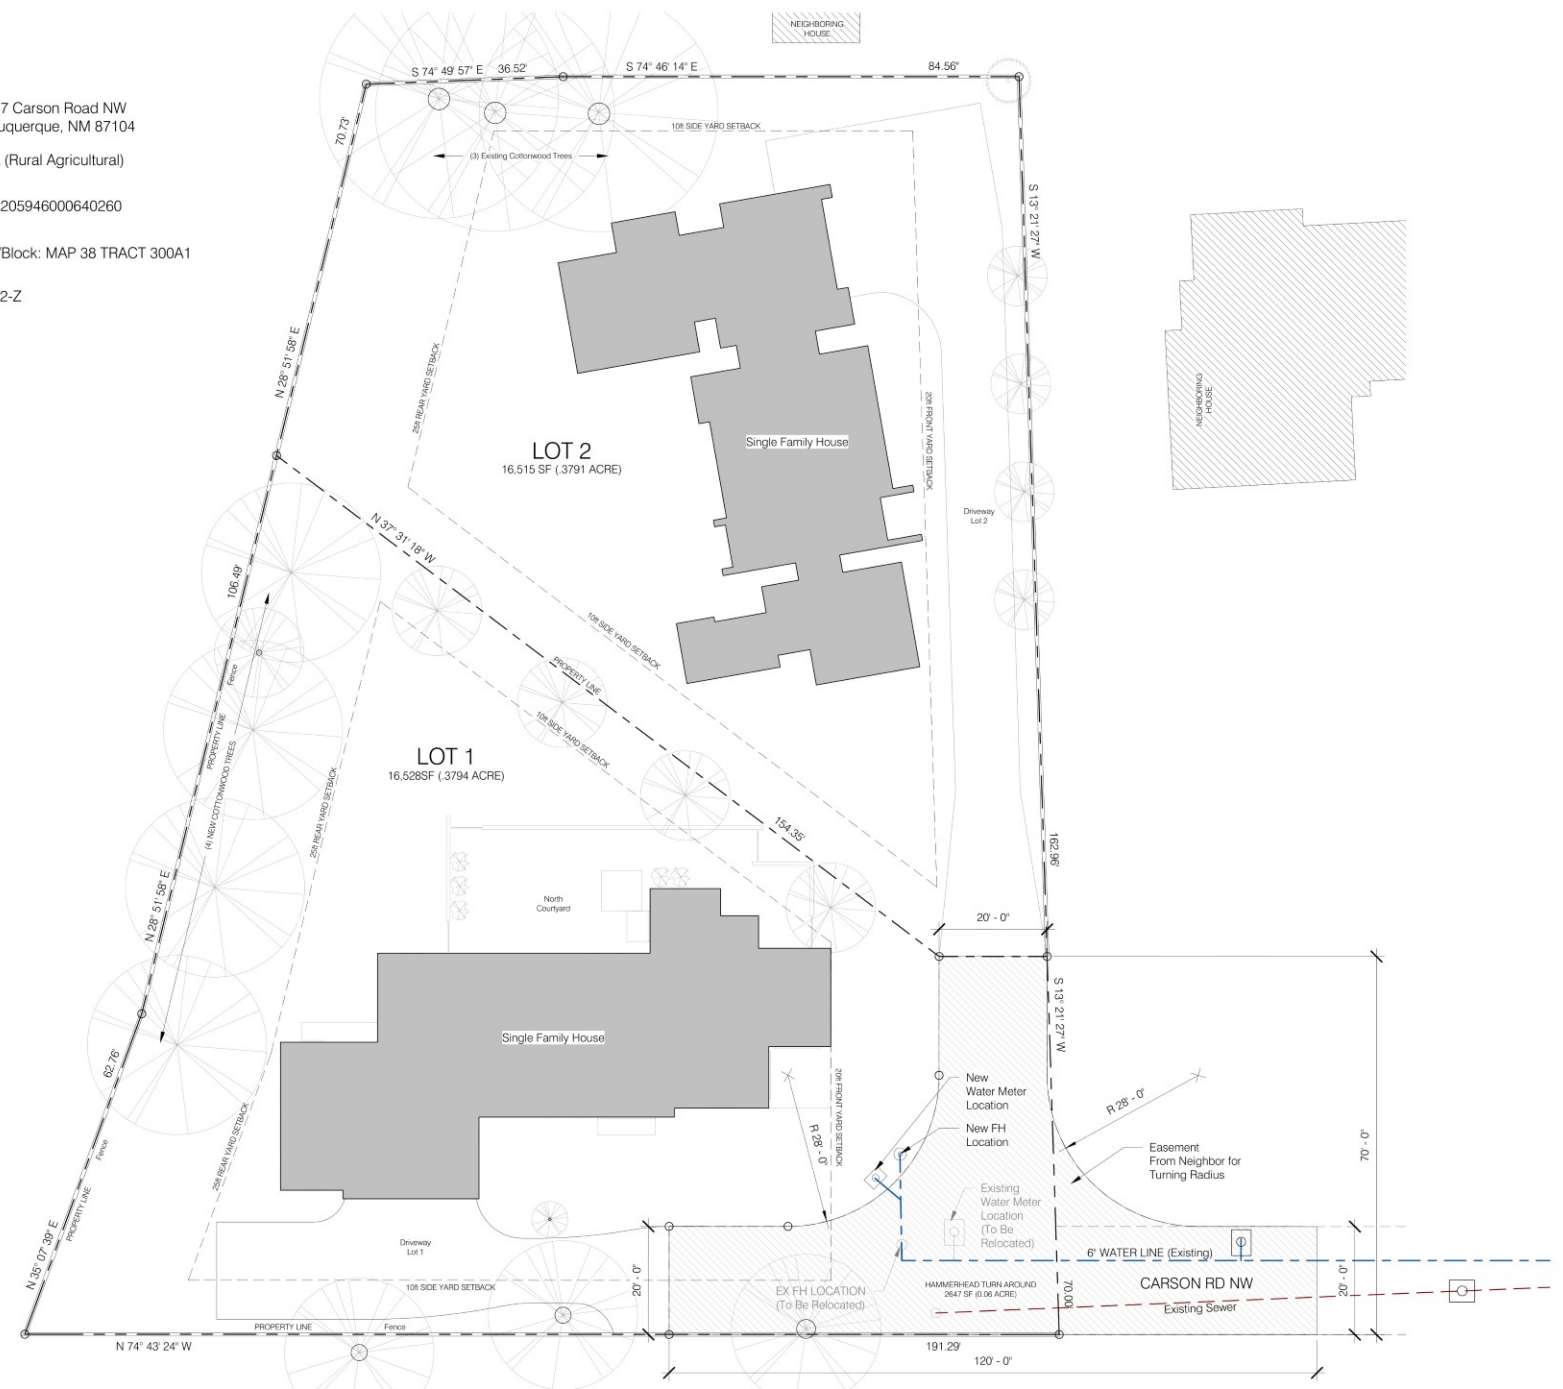 NEIGHBORING
HOUSE
S 74° 49' 57" E
36.52'
S 74° 46' 14" E
84.56"
7 Carson Road NW
uquerque, NM 87104
(Rural Agricultural)
205946000640260
/Block: MAP 38 TRACT 300A1
2-Z
70.73'
10ft SIDE YARD SETBACK
(3) Existing Cottonwood Trees
S 13° 21' 27" W
N 28° 51' 58" E
25ft REAR YARD SETBACK
20ft FRONT YARD SETBACK
NEIGHBORING
HOUSE
LOT 2
16,515 SF (.3791 ACRE)
Single Family House
Driveway
Lot 2
N 37° 31' 18" W
106.49'
10ft SIDE YARD SETBACK
PROPERTY LINE
Fence
10ft SIDE YARD SETBACK
PROPERTY LINE
(4) NEW COTTONWOOD TREES
LOT 1
16,528SF (.3794 ACRE)
25ft REAR YARD SETBACK
154.35'
162.96'
N 28° 51' 58" E
North
Courtyard
20' - 0"
S 13° 21' 27" W
Single Family House
62.76'
New
Water Meter
Location
New FH
Location
R 28' - 0"
R 28' - 0"
20ft FRONT YARD SETBACK
Easement
From Neighbor for
Turning Radius
70' - 0"
Fence
25ft REAR YARD SETBACK
PROPERTY LINE
N 35° 07' 39" E
Existing
Water Meter
Location
(To Be
Relocated)
Driveway
Lot 1
6" WATER LINE (Existing)
10ft SIDE YARD SETBACK
20' - 0"
EX FH LOCATION
(To Be Relocated)
HAMMERHEAD TURN AROUND
2647 SF (0.06 ACRE)
70.00
CARSON RD NW
Existing Sewer
20' - 0"
PROPERTY LINE
Fence
N 74° 43' 24" W
191.29'
120' - 0"